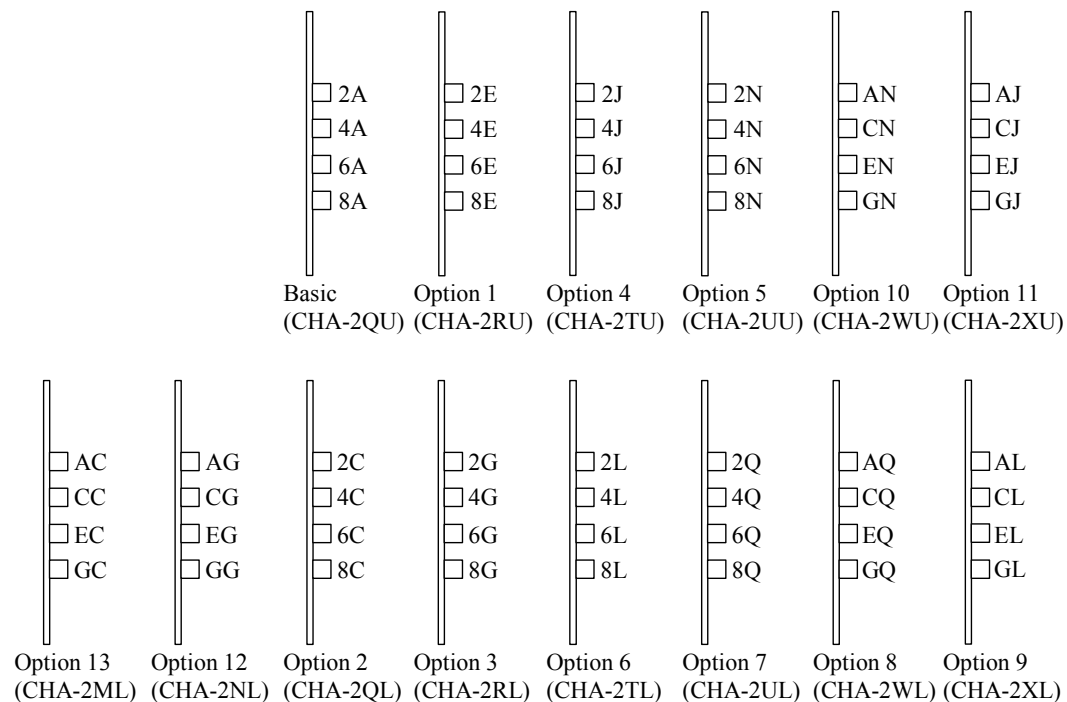 2A 2E 2J 2N AN AJ
4A 4E 4J 4N CN CJ
6A 6E 6J 6N EN EJ
8A 8E 8J 8N GN GJ
Basic Option 1 Option 4 Option 5 Option 10 Option 11
(CHA-2QU) (CHA-2RU) (CHA-2TU) (CHA-2UU) (CHA-2WU) (CHA-2XU)
AC AG 2C 2G 2L 2Q AQ AL
CC CG 4C 4G 4L 4Q CQ CL
EC EG 6C 6G 6L 6Q EQ EL
GC GG 8C 8G 8L 8Q GQ GL
Option 13 Option 12 Option 2 Option 3 Option 6 Option 7 Option 8 Option 9
(CHA-2ML) (CHA-2NL) (CHA-2QL) (CHA-2RL) (CHA-2TL) (CHA-2UL) (CHA-2WL) (CHA-2XL)